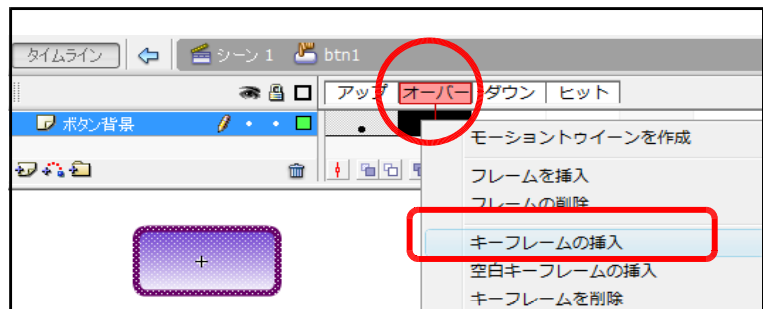 タイムライン シーン 1 btn1
アップ オーバー ダウン ヒット
ボタン背景
モーショントゥイーンを作成
フレームを挿入
フレームの削除
キーフレームの挿入
空白キーフレームの挿入
キーフレームを削除